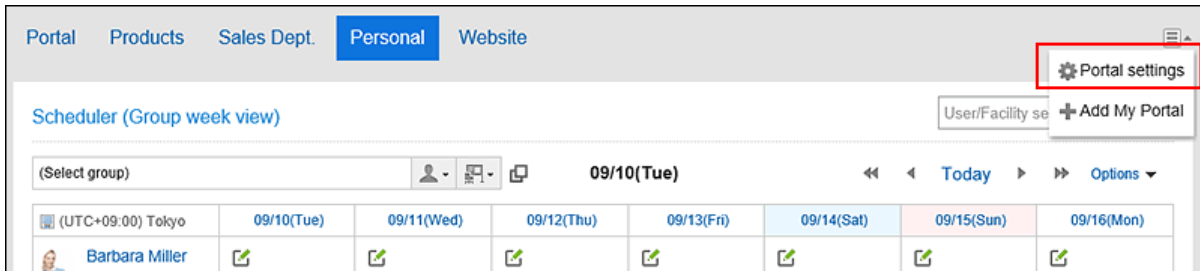 Portal Products Sales Dept. Personal Website
Portal settings
Add My Portal
Scheduler (Group week view)
User/Facility se
(Select group) 09/10(Tue) Today Options
(UTC+09:00) Tokyo 09/10(Tue) 09/11(Wed) 09/12(Thu) 09/13(Fri) 09/14(Sat) 09/15(Sun) 09/16(Mon)
Barbara Miller